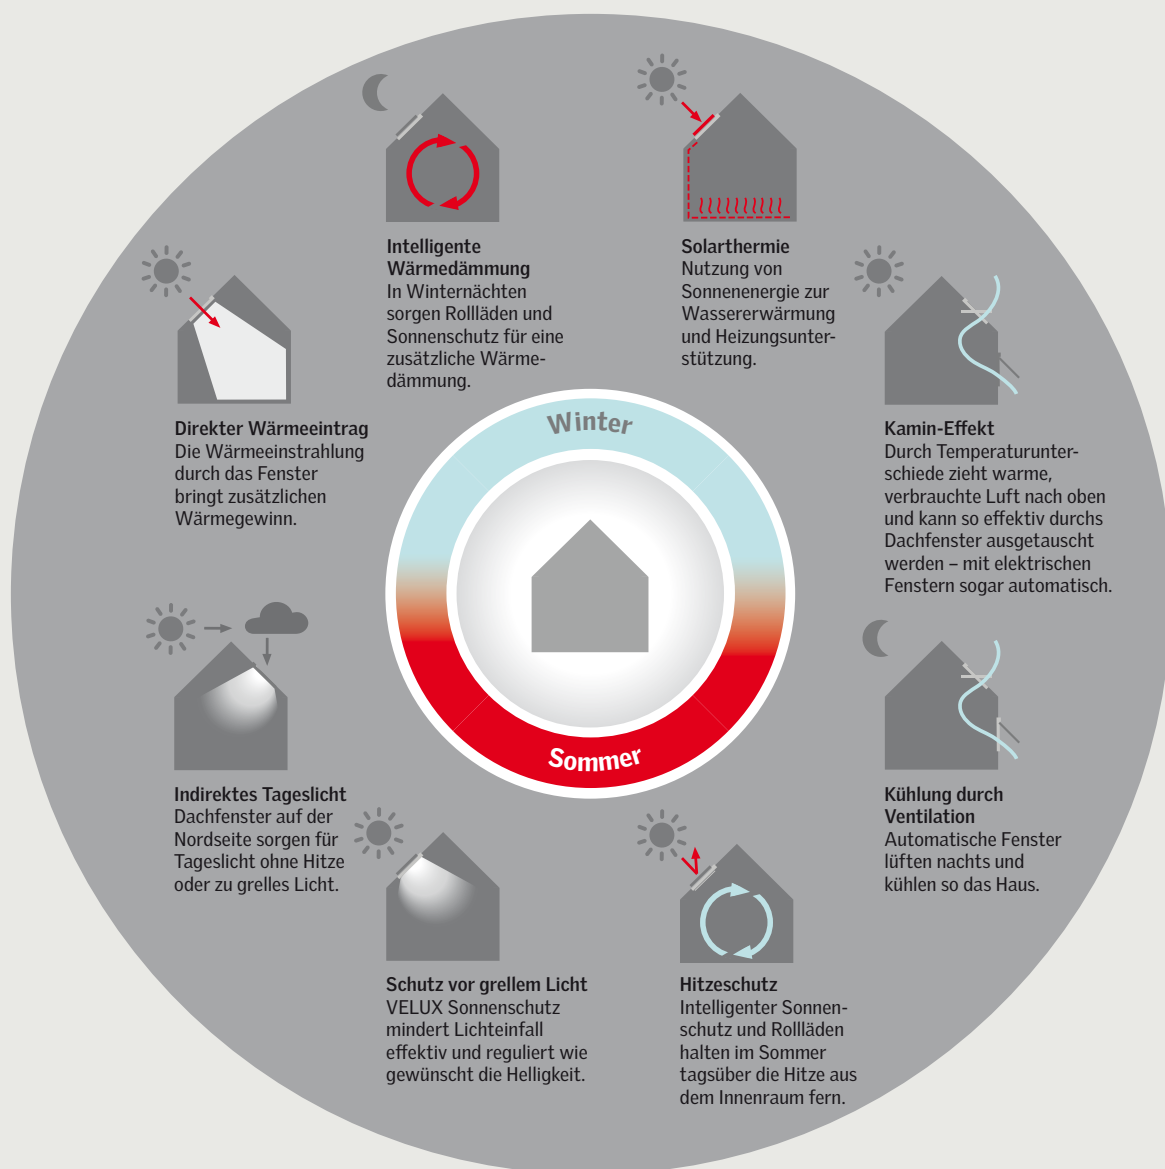 Intelligente
Wärmedämmung
In Winternächten
sorgen Rollläden und
Sonnenschutz für eine
zusätzliche Wärme-
dämmung.
Solarthermie
Nutzung von
Sonnenenergie zur
Wassererwärmung
und Heizungsunter-
stützung.
Direkter Wärmeeintrag
Die Wärmeeinstrahlung
durch das Fenster
bringt zusätzlichen
Wärmegewinn.
Winter
Kamin-Effekt
Durch Temperaturunter-
schiede zieht warme,
verbrauchte Luft nach oben
und kann so effektiv durchs
Dachfenster ausgetauscht
werden – mit elektrischen
Fenstern sogar automatisch.
Sommer
Indirektes Tageslicht
Dachfenster auf der
Nordseite sorgen für
Tageslicht ohne Hitze
oder zu grelles Licht.
Kühlung durch
Ventilation
Automatische Fenster
lüften nachts und
kühlen so das Haus.
Schutz vor grellem Licht
VELUX Sonnenschutz
mindert Lichteinfall
effektiv und reguliert wie
gewünscht die Helligkeit.
Hitzeschutz
Intelligenter Sonnen-
schutz und Rollläden
halten im Sommer
tagsüber die Hitze aus
dem Innenraum fern.